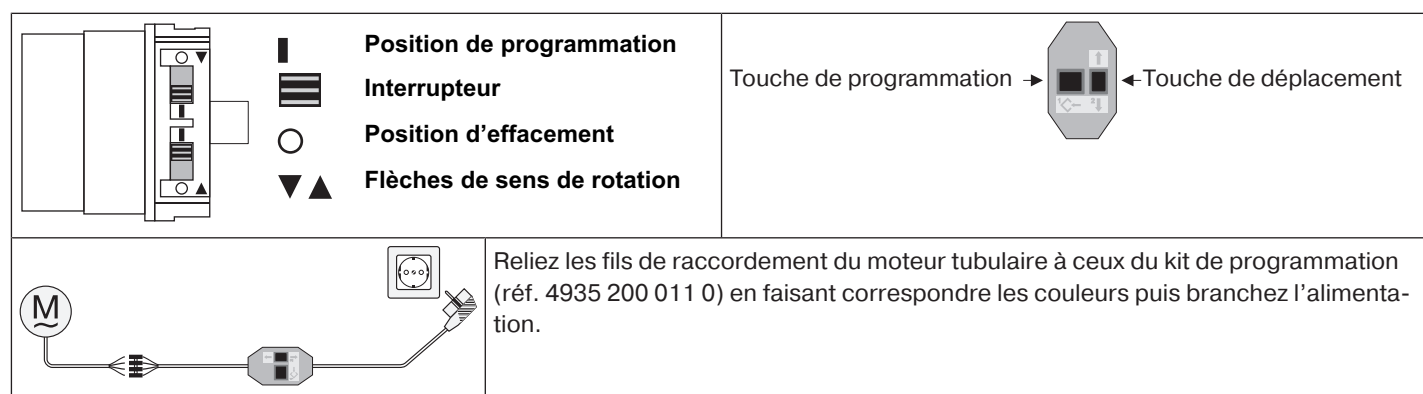 Position de programmation
Interrupteur
Position d'effacement
Flèches de sens de rotation
Touche de programmation
Touche de déplacement
M
Reliez les fils de raccordement du moteur tubulaire à ceux du kit de programmation
(réf. 4935 200 011 0) en faisant correspondre les couleurs puis branchez l'alimenta-
tion.